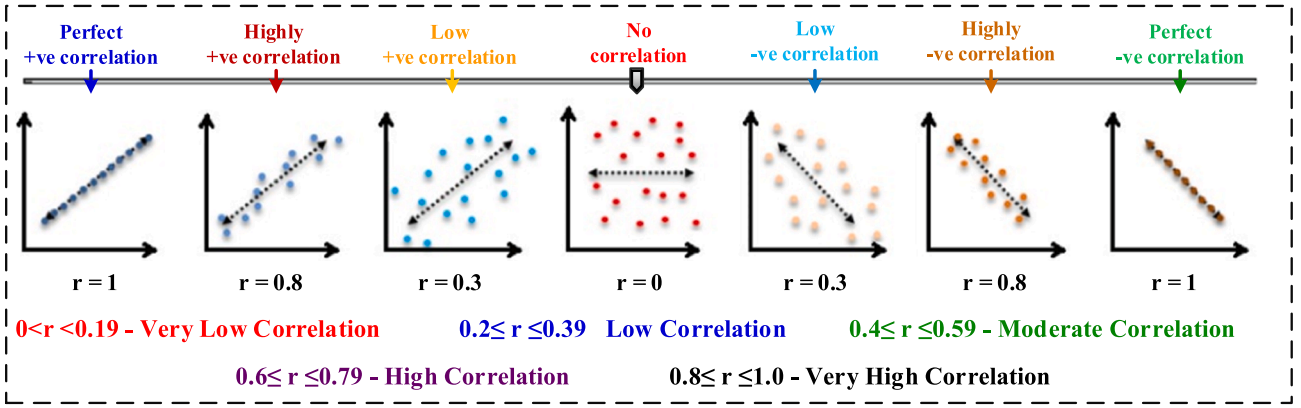 Perfect
+ve correlation
Highly
+ve correlation
Low
+ve correlation
No
correlation
Low
-ve correlation
Highly
-ve correlation
Perfect
-ve correlation
r = 1
r = 0.8
r = 0.3
r = 0
r = 0.3
r = 0.8
r = 1
0<r <0.19 - Very Low Correlation
0.2≤ r ≤0.39 Low Correlation
0.4≤ r ≤0.59 - Moderate Correlation
0.6≤ r ≤0.79 - High Correlation
0.8≤ r ≤1.0 - Very High Correlation